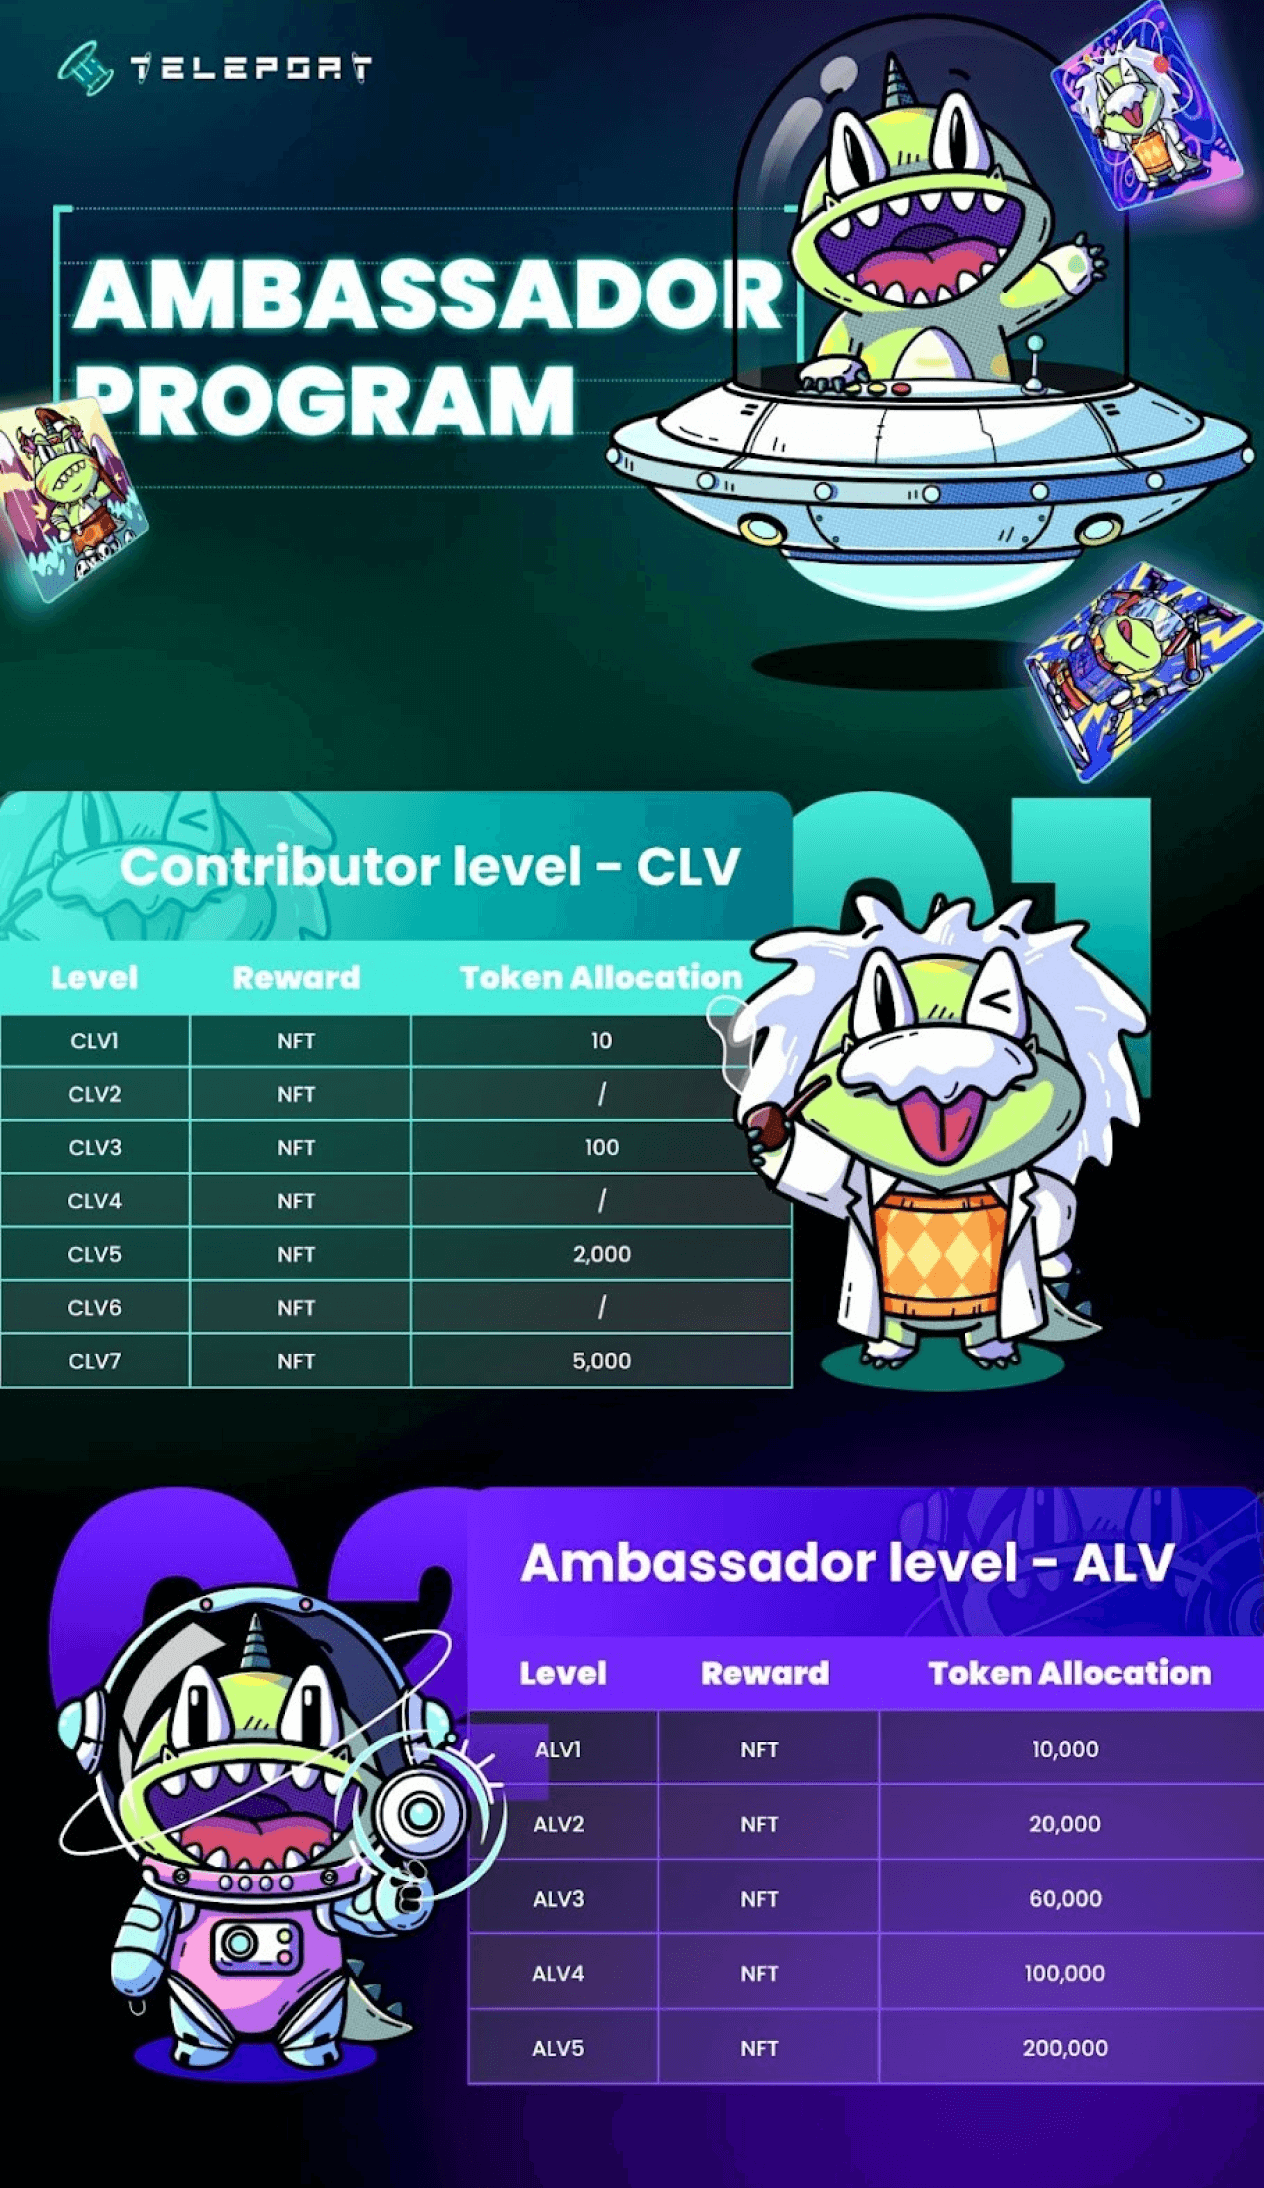 TELEPORT
AMBASSADOR
PROGRAM
01
Contributor level - CLV
Level Reward Token Allocation
CLV1 NFT 10
CLV2 NFT /
CLV3 NFT 100
CLV4 NFT /
CLV5 NFT 2,000
CLV6 NFT /
CLV7 NFT 5,000
02
Ambassador level - ALV
Level Reward Token Allocation
ALV1 NFT 10,000
ALV2 NFT 20,000
ALV3 NFT 60,000
ALV4 NFT 100,000
ALV5 NFT 200,000